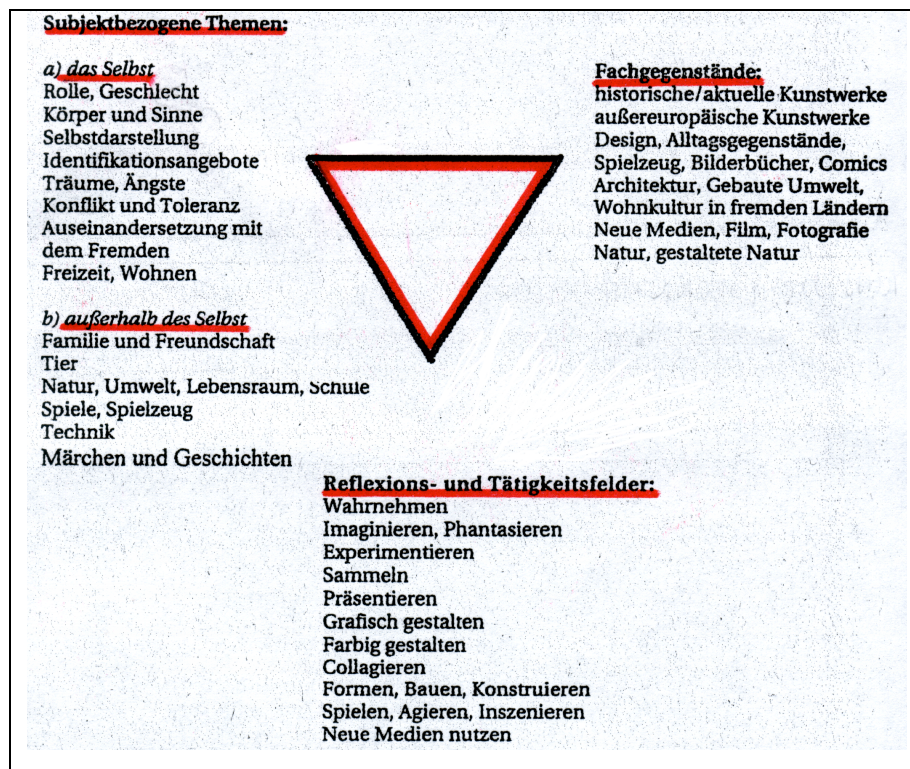 Subjektbezogene Themen:
a) das Selbst
Rolle, Geschlecht
Körper und Sinne
Selbstdarstellung
Identifikationsangebote
Träume, Ängste
Konflikt und Toleranz
Auseinandersetzung mit
dem Fremden
Freizeit, Wohnen
b) außerhalb des Selbst
Familie und Freundschaft
Tier
Natur, Umwelt, Lebensraum, Schule
Spiele, Spielzeug
Technik
Märchen und Geschichten
Fachgegenstände:
historische/aktuelle Kunstwerke
außereuropäische Kunstwerke
Design, Alltagsgegenstände,
Spielzeug, Bilderbücher, Comics
Architektur, Gebaute Umwelt,
Wohnkultur in fremden Ländern
Neue Medien, Film, Fotografie
Natur, gestaltete Natur
Reflexions- und Tätigkeitsfelder:
Wahrnehmen
Imaginieren, Phantasieren
Experimentieren
Sammeln
Präsentieren
Grafisch gestalten
Farbig gestalten
Collagieren
Formen, Bauen, Konstruieren
Spielen, Agieren, Inszenieren
Neue Medien nutzen